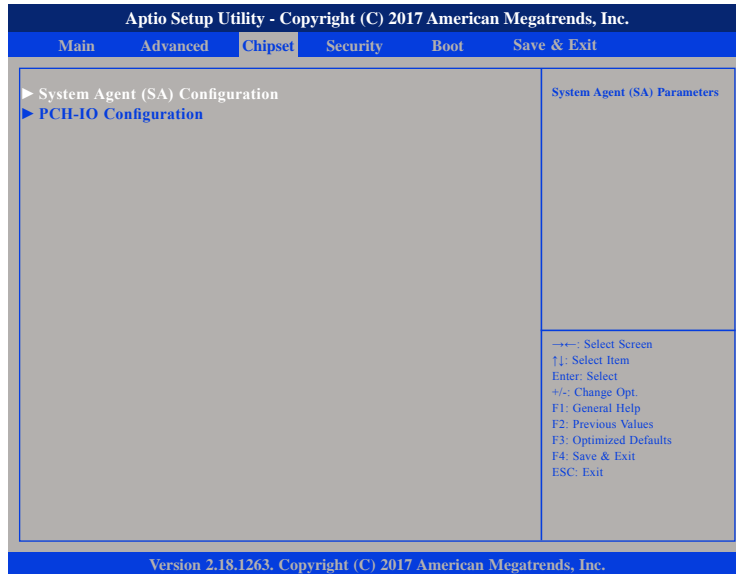 Aptio Setup Utility - Copyright (C) 2017 American Megatrends, Inc.
Main Advanced Chipset Security Boot Save & Exit
► System Agent (SA) Configuration
► PCH-IO Configuration
System Agent (SA) Parameters
→←: Select Screen
↑↓: Select Item
Enter: Select
+/-: Change Opt.
F1: General Help
F2: Previous Values
F3: Optimized Defaults
F4: Save & Exit
ESC: Exit
Version 2.18.1263. Copyright (C) 2017 American Megatrends, Inc.